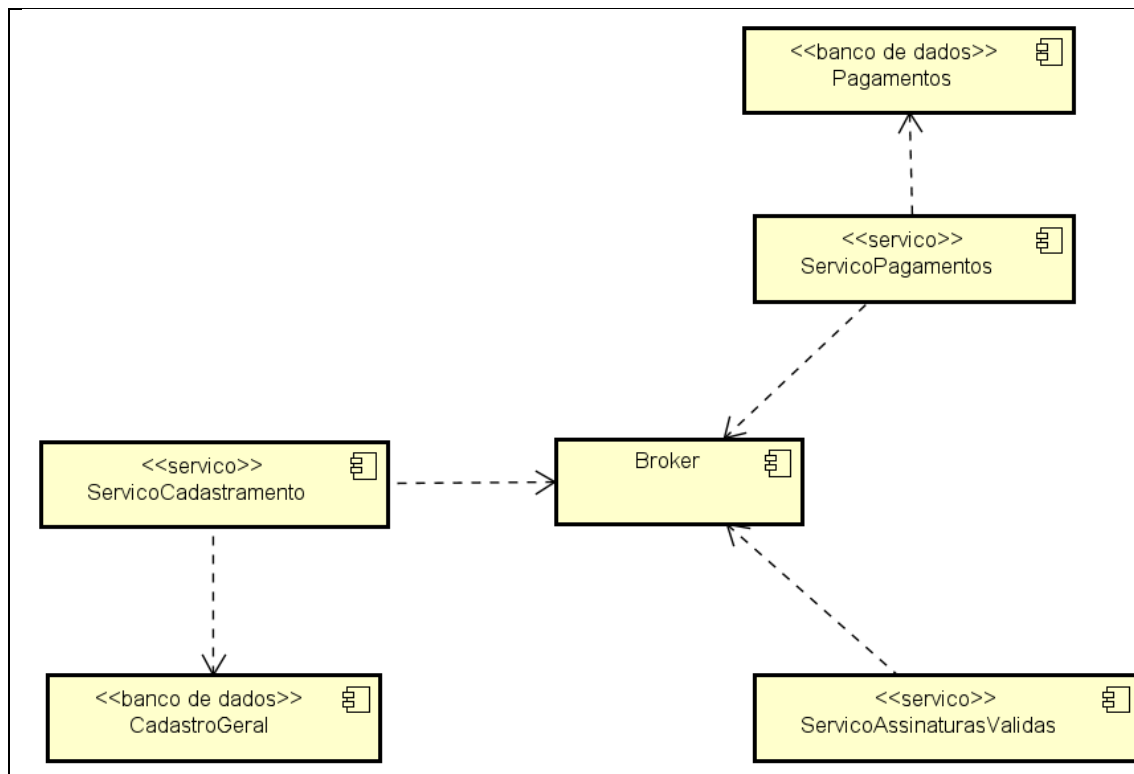 <<banco de dados>>
Pagamentos
<<servico>>
ServicoPagamentos
<<servico>>
ServicoCadastramento
Broker
<<banco de dados>>
CadastroGeral
<<servico>>
ServicoAssinaturasValidas